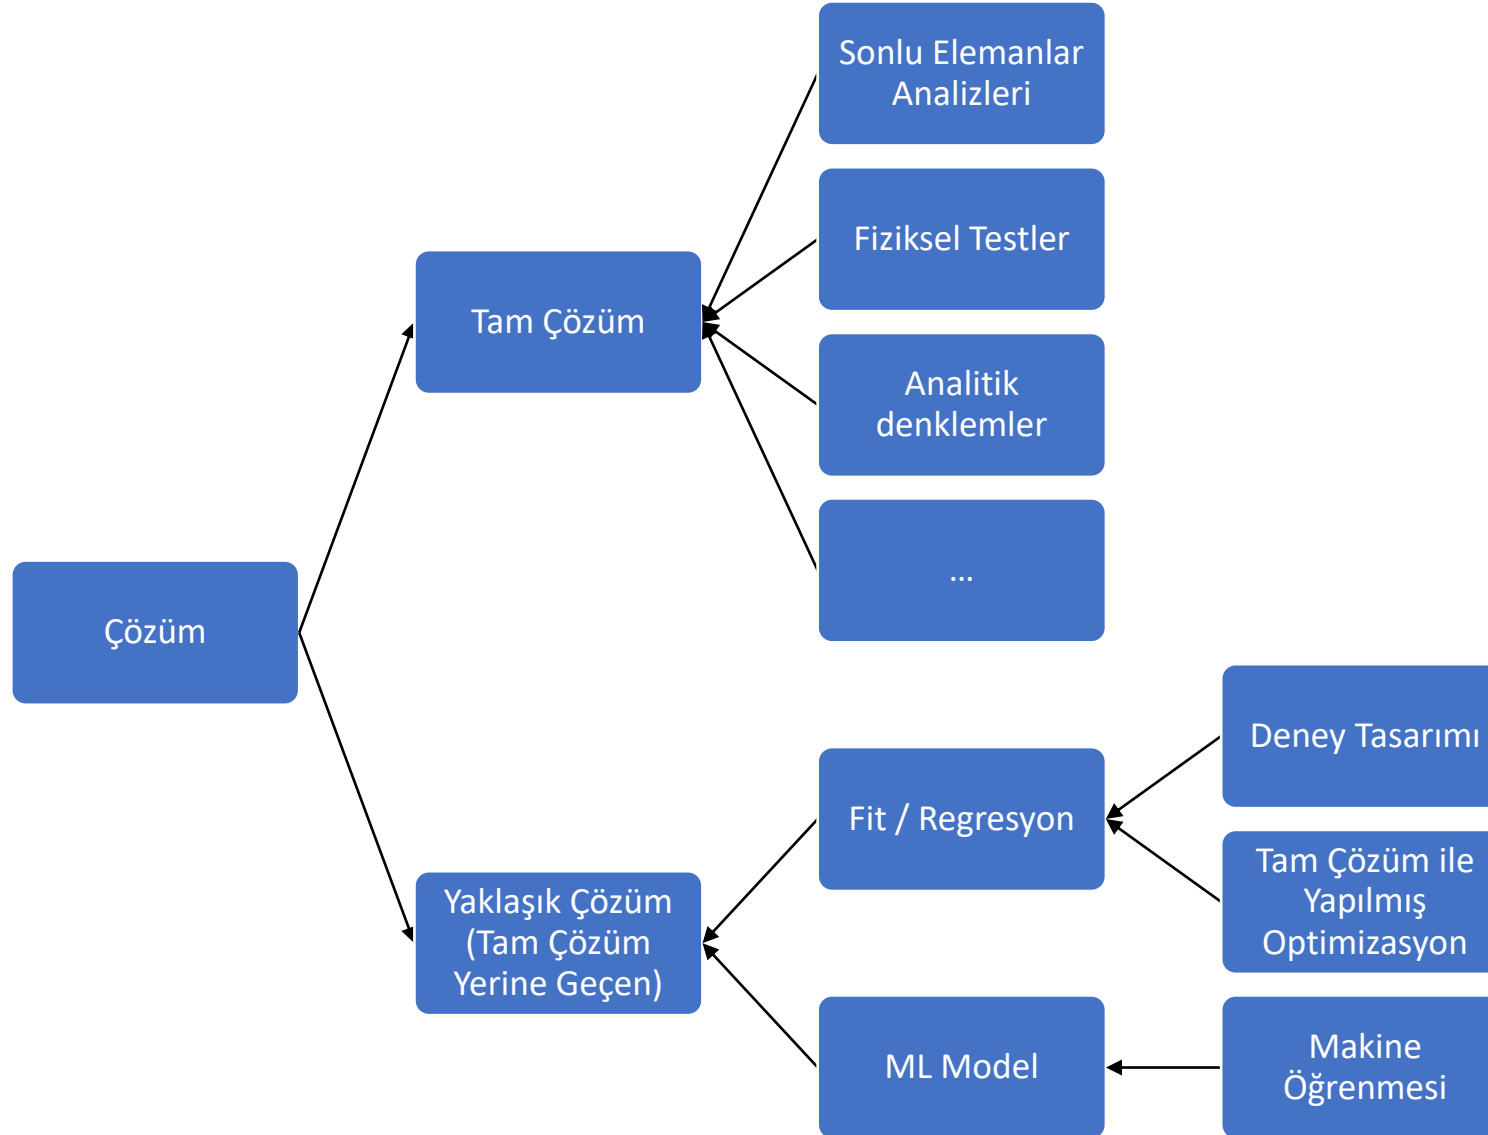 Sonlu Elemanlar
Analizleri
Fiziksel Testler
Tam Çözüm
Analitik
denklemler
...
Çözüm
Deney Tasarımı
Fit / Regresyon
Tam Çözüm ile
Yapılmış
Optimizasyon
Yaklaşık Çözüm
(Tam Çözüm
Yerine Geçen)
ML Model
Makine
Öğrenmesi